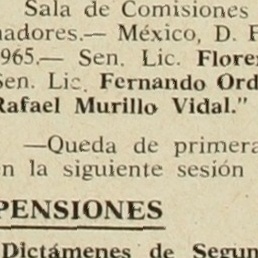 Sala de Comisiones
nadores.— México, D. F
965.— Sen. Lic. Flore
Sen. Lic. Fernando Ord
Rafael Murillo Vidal."
—Queda de primera
n la siguiente sesión
PENSIONES
Dictámenes de Segun